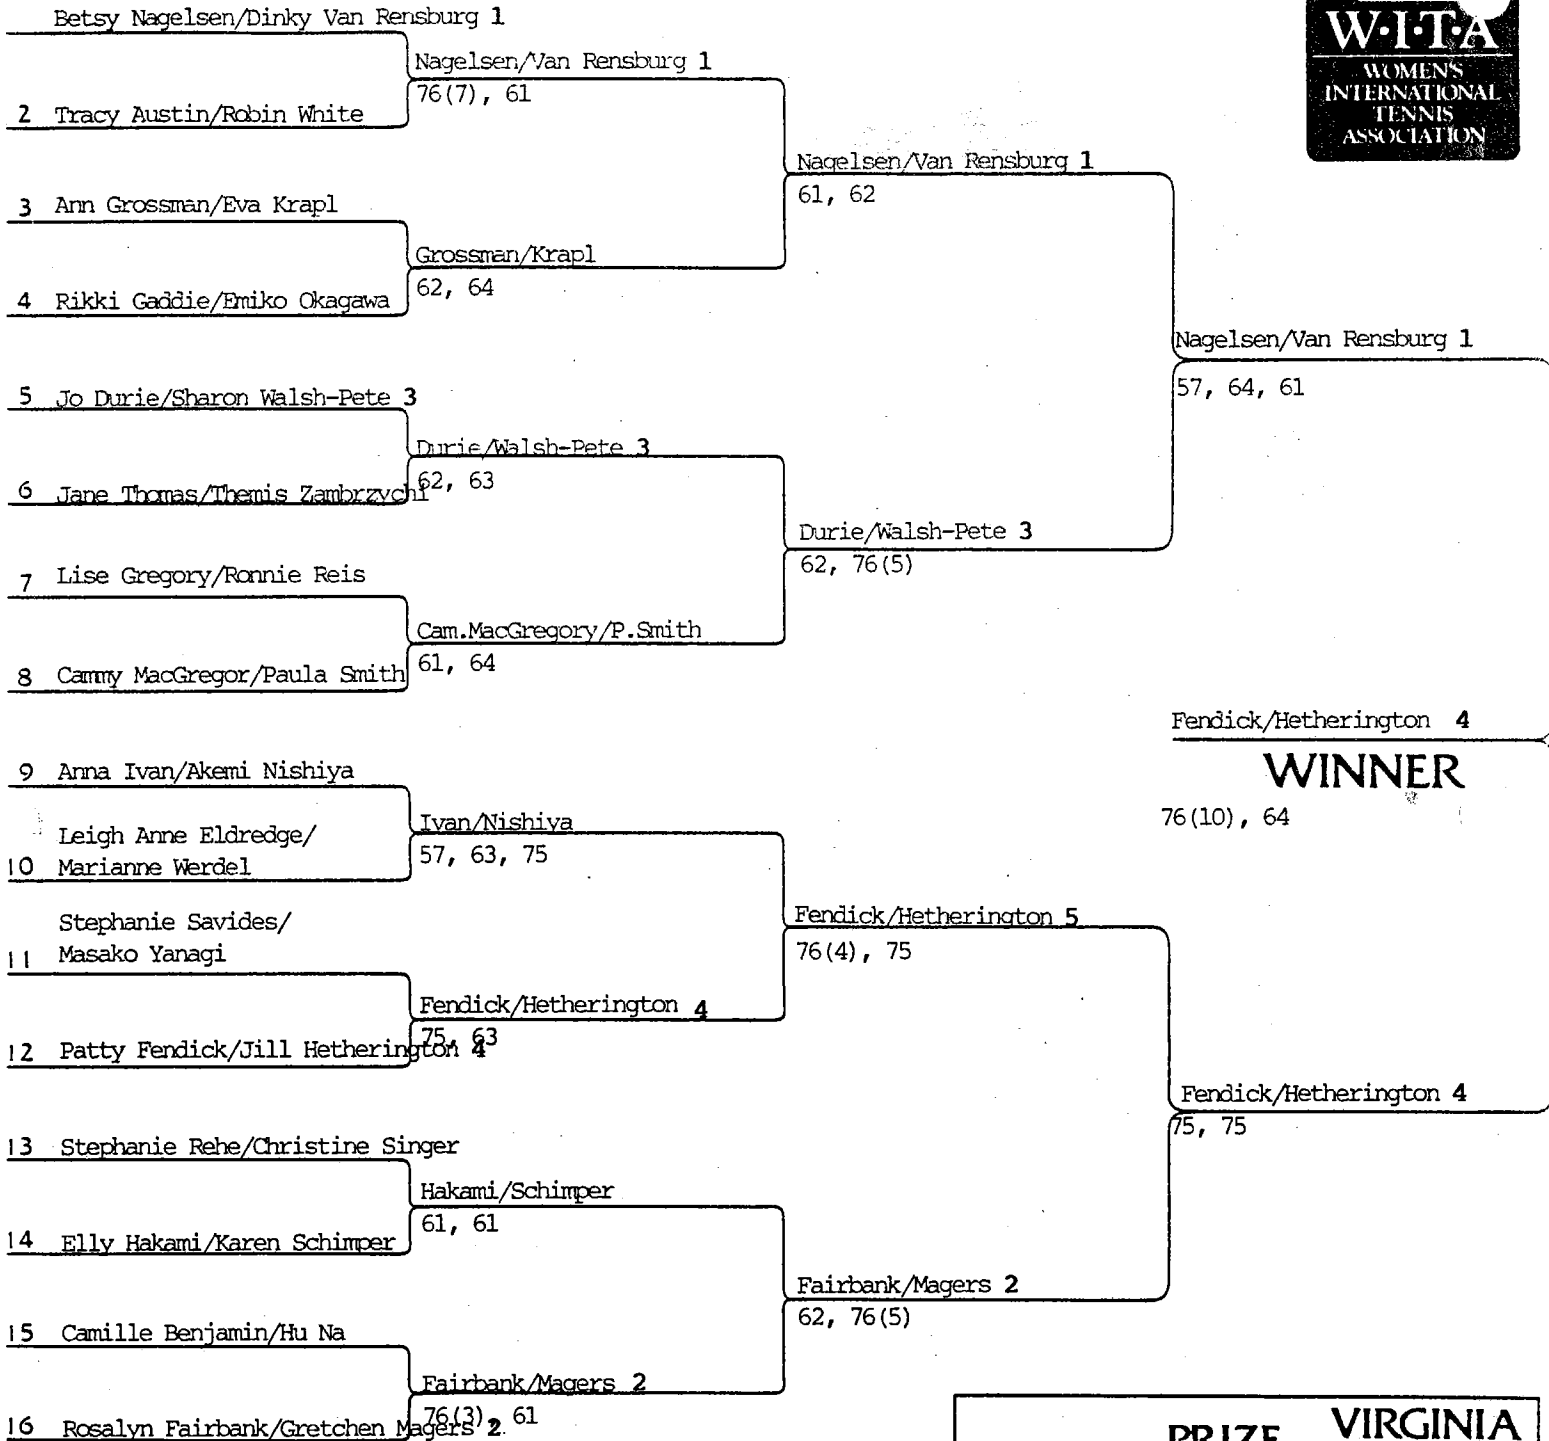 Betsy Nagelsen/Dinky Van Rensburg 1
2 Tracy Austin/Robin White
3 Ann Grossman/Eva Krapl
4 Rikki Gaddie/Emiko Okagawa
5 Jo Durie/Sharon Walsh-Pete 3
6 Jane Thomas/Themis Zambrzychi
7 Lise Gregory/Ronnie Reis
8 Cammy MacGregor/Paula Smith
9 Anna Ivan/Akemi Nishiya
Leigh Anne Eldredge/
10 Marianne Werdel
Stephanie Savides/
11 Masako Yanagi
12 Patty Fendick/Jill Hetherington 4
13 Stephanie Rehe/Christine Singer
14 Elly Hakami/Karen Schimper
15 Camille Benjamin/Hu Na
16 Rosalyn Fairbank/Gretchen Magers 2
Nagelsen/Van Rensburg 1
76(7), 61
Grossman/Krapl
62, 64
Durie/Walsh-Pete 3
62, 63
Cam.MacGregory/P.Smith
61, 64
Ivan/Nishiya
57, 63, 75
Fendick/Hetherington 4
75, 63
Hakami/Schimper
61, 61
Fairbank/Magers 2
76(3), 61
Nagelsen/Van Rensburg 1
61, 62
Durie/Walsh-Pete 3
62, 76(5)
Fendick/Hetherington 5
76(4), 75
Fairbank/Magers 2
62, 76(5)
Nagelsen/Van Rensburg 1
57, 64, 61
Fendick/Hetherington 4
75, 75
Fendick/Hetherington 4
WINNER
76(10), 64
W·I·T·A
WOMEN'S
INTERNATIONAL
TENNIS
ASSOCIATION
PRIZE
VIRGINIA